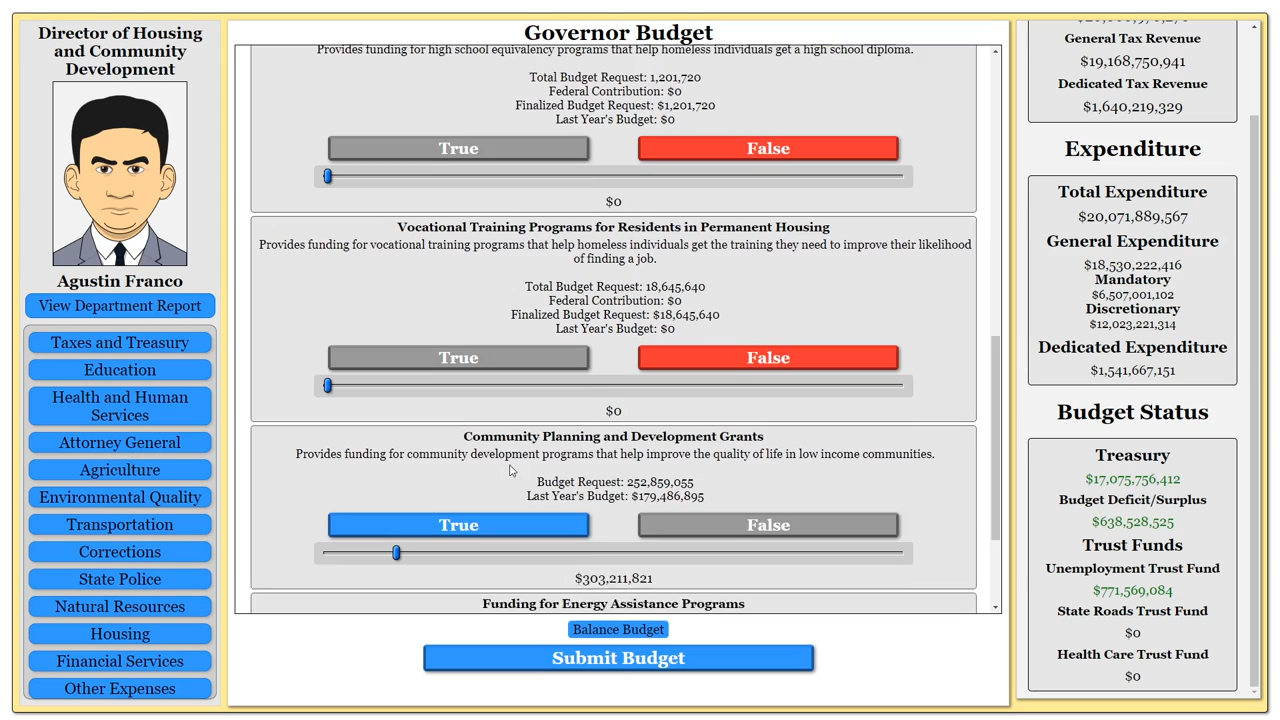 Director of Housing
and Community
Development
Agustin Franco
View Department Report
Taxes and Treasury
Education
Health and Human
Services
Attorney General
Agriculture
Environmental Quality
Transportation
Corrections
State Police
Natural Resources
Housing
Financial Services
Other Expenses
Governor Budget
Provides funding for high school equivalency programs that help homeless individuals get a high school diploma.
Total Budget Request: 1,201,720
Federal Contribution: $0
Finalized Budget Request: $1,201,720
Last Year's Budget: $0
True
False
$0
Vocational Training Programs for Residents in Permanent Housing
Provides funding for vocational training programs that help homeless individuals get the training they need to improve their likelihood
of finding a job.
Total Budget Request: 18,645,640
Federal Contribution: $0
Finalized Budget Request: $18,645,640
Last Year's Budget: $0
True
False
$0
Community Planning and Development Grants
Provides funding for community development programs that help improve the quality of life in low income communities.
Budget Request: 252,859,055
Last Year's Budget: $179,486,895
True
False
$303,211,821
Funding for Energy Assistance Programs
Balance Budget
Submit Budget
General Tax Revenue
$19,168,750,941
Dedicated Tax Revenue
$1,640,219,329
Expenditure
Total Expenditure
$20,071,889,567
General Expenditure
$18,530,222,416
Mandatory
$6,507,001,102
Discretionary
$12,023,221,314
Dedicated Expenditure
$1,541,667,151
Budget Status
Treasury
$17,075,756,412
Budget Deficit/Surplus
$638,528,525
Trust Funds
Unemployment Trust Fund
$771,569,084
State Roads Trust Fund
$0
Health Care Trust Fund
$0